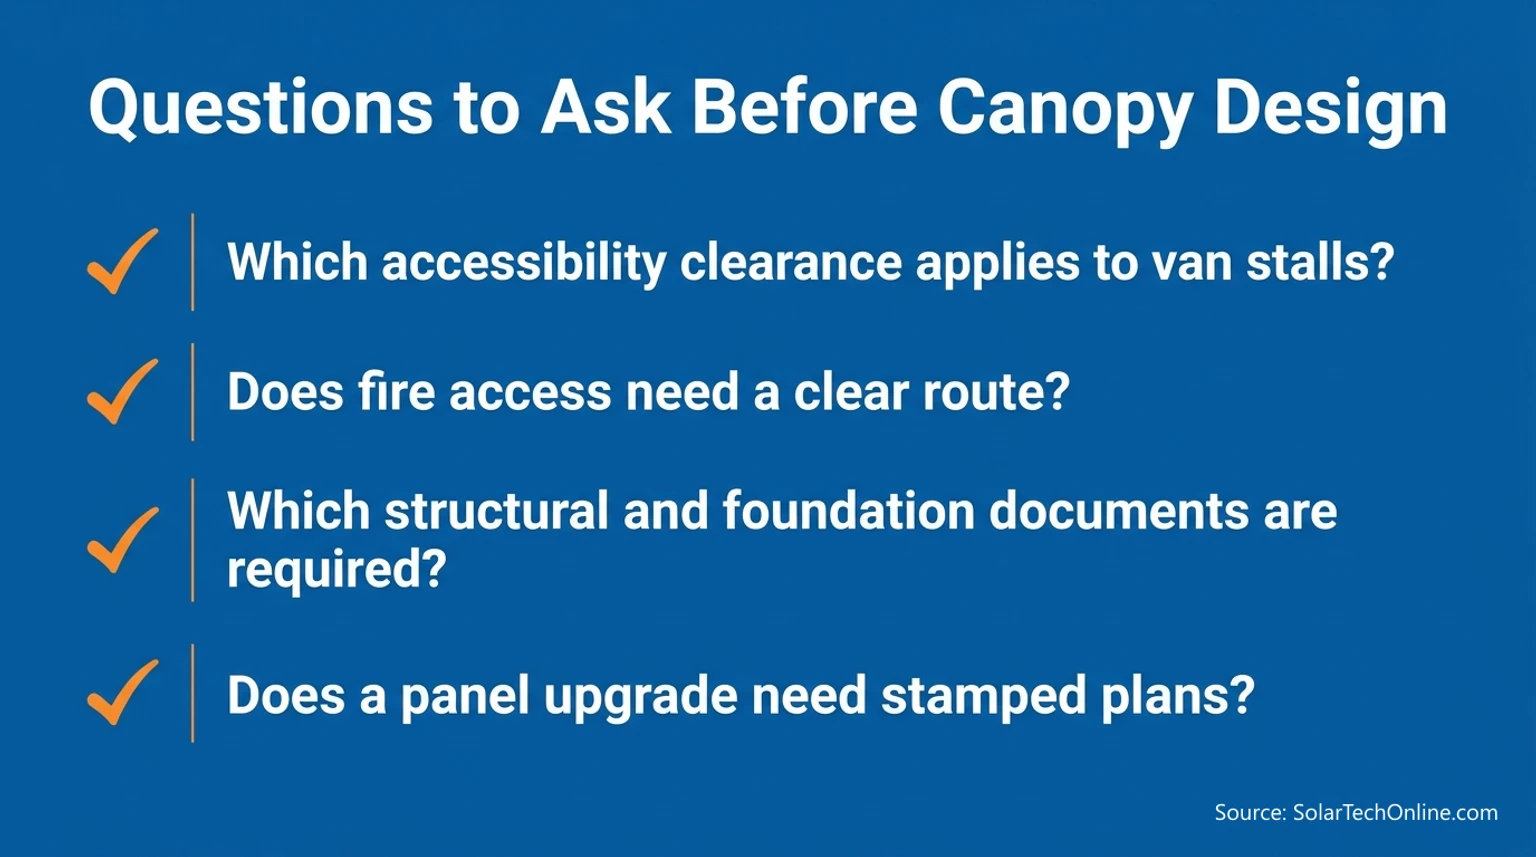 Questions to Ask Before Canopy Design
Which accessibility clearance applies to van stalls?
Does fire access need a clear route?
Which structural and foundation documents are
required?
Does a panel upgrade need stamped plans?
Source: SolarTechOnline.com